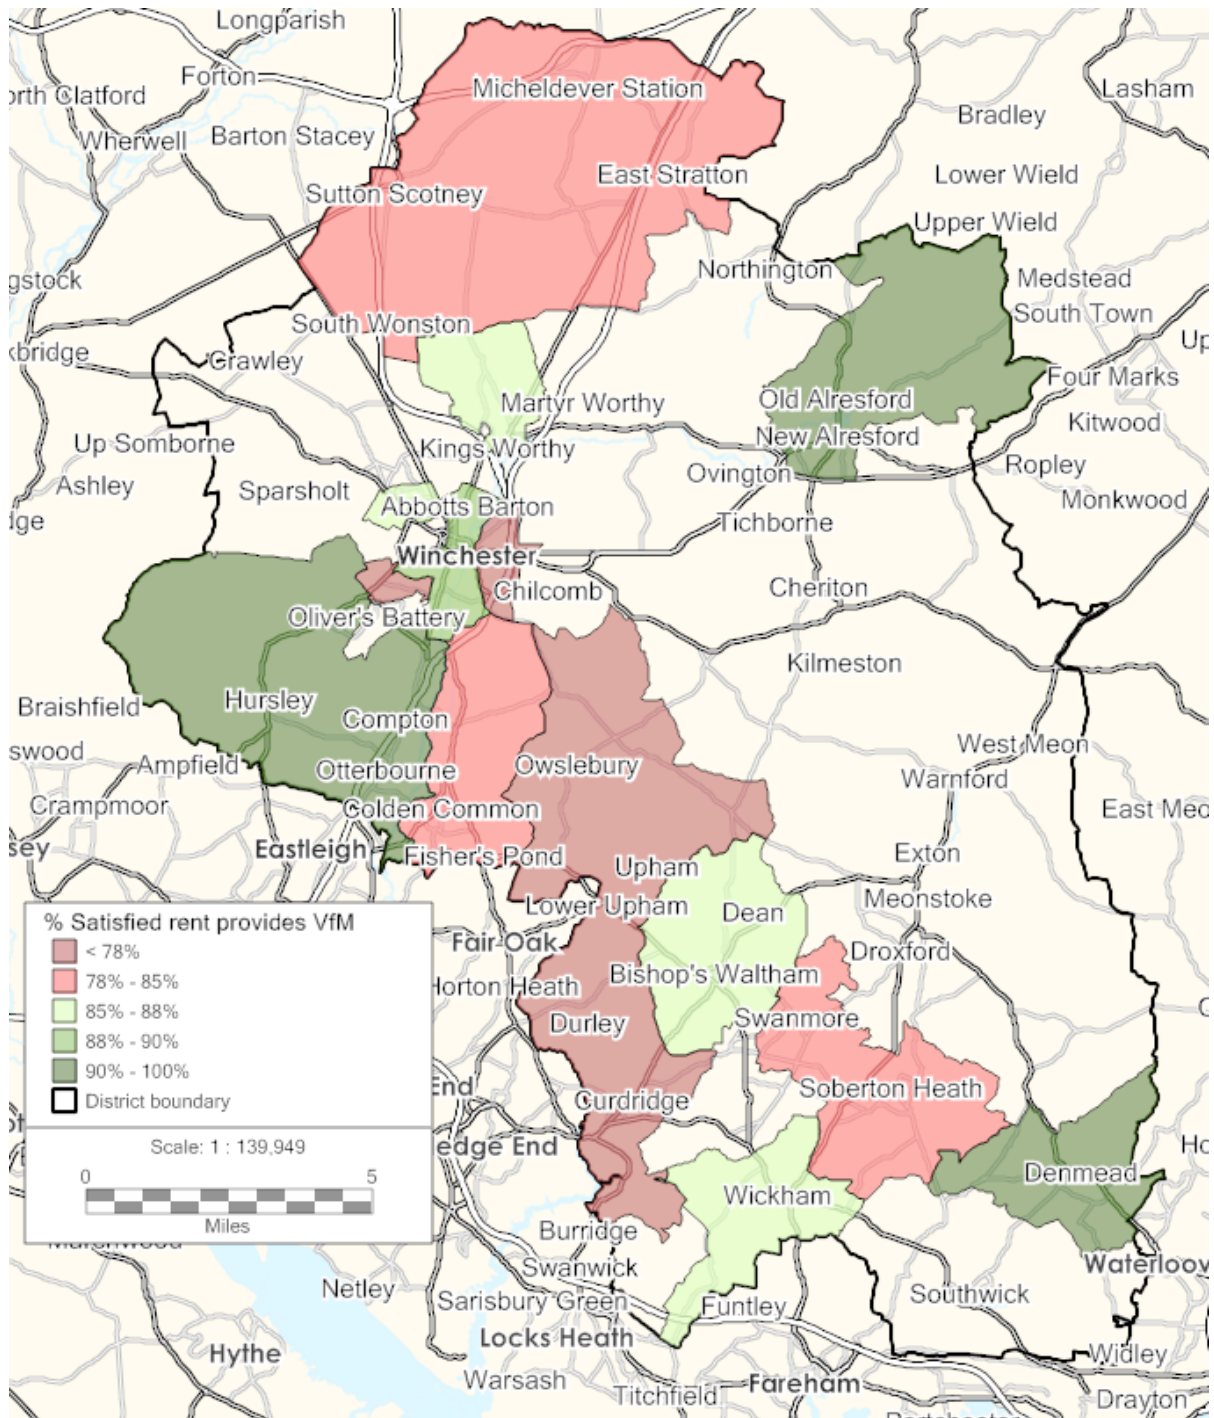 Longparish
Forton
Micheldever Station
Lasham
orth Clatford
Bradley
Wherwell
Barton Stacey
East Stratton
Lower Wield
Sutton Scotney
Upper Wield
Northington
Medstead
gstock
South Town
South Wonston
Up
xbridge
Crawley
Four Marks
Martyr Worthy
Old Alresford
Kitwood
Up Somborne
Kings Worthy
New Alresford
Ropley
Ashley
Sparsholt
Ovington
Monkwood
dge
Abbotts Barton
Tichborne
Winchester
Chilcomb
Cheriton
Oliver's Battery
Kilmeston
Braishfield
Hursley
Compton
swood
Ampfield
Otterbourne
Owslebury
West Meon
Warnford
Crampmoor
Colden Common
East Meo
sey
Eastleigh
Fisher's Pond
Upham
Exton
Lower Upham
Dean
Meonstoke
Fair Oak
Droxford
Horton Heath
Bishop's Waltham
Durley
Swanmore
End
Curdridge
Soberton Heath
edge End
Denmead
Wickham
Burridge
Waterloov
Swanwick
Netley
Sarisbury Green
Funtley
Southwick
Hythe
Locks Heath
Widley
Warsash
Titchfield
Fareham
Drayton
% Satisfied rent provides VfM
< 78%
78% - 85%
85% - 88%
88% - 90%
90% - 100%
District boundary
Scale: 1 : 139,949
0 5
Miles